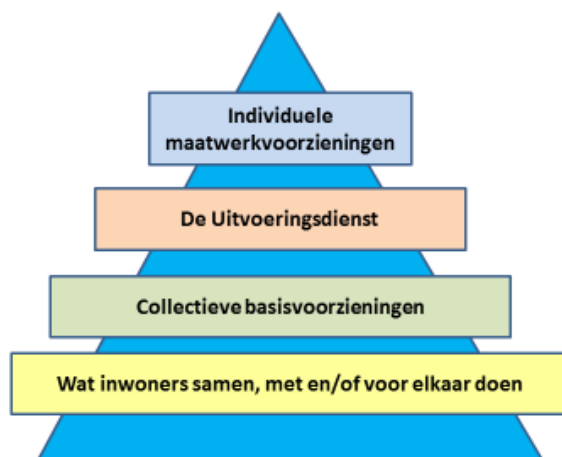 Individuele
maatwerkvoorzieningen
De Uitvoeringsdienst
Collectieve basisvoorzieningen
Wat inwoners samen, met en/of voor elkaar doen